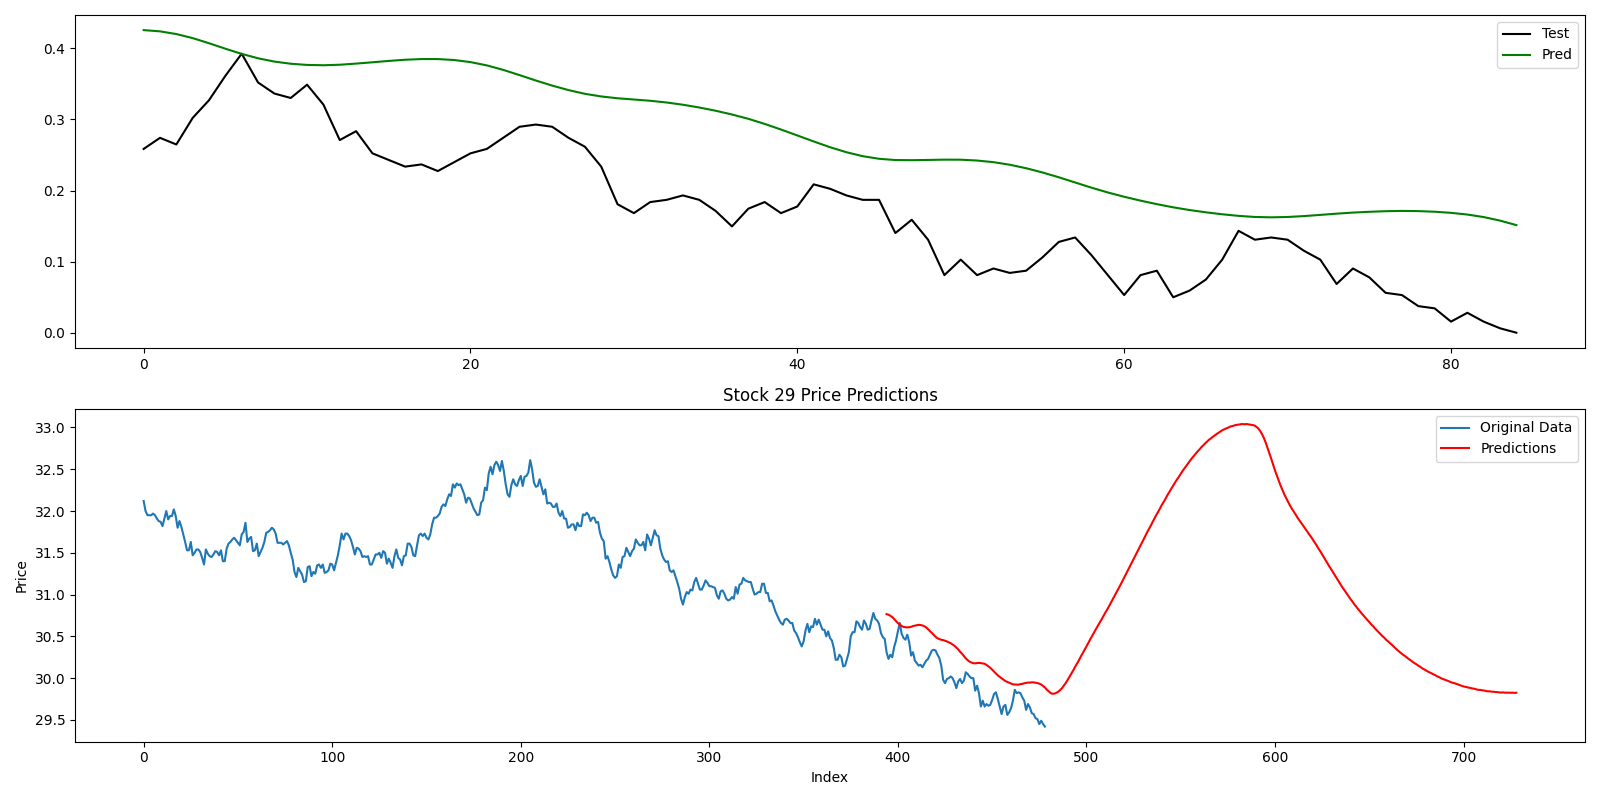 0.4
0.3
0.2
0.1
0.0
Test
Pred
0 20 40 60 80
Stock 29 Price Predictions
33.0
32.5
32.0
31.5
31.0
30.5
30.0
29.5
Price
Original Data
Predictions
0 100 200 300 400 500 600 700
Index